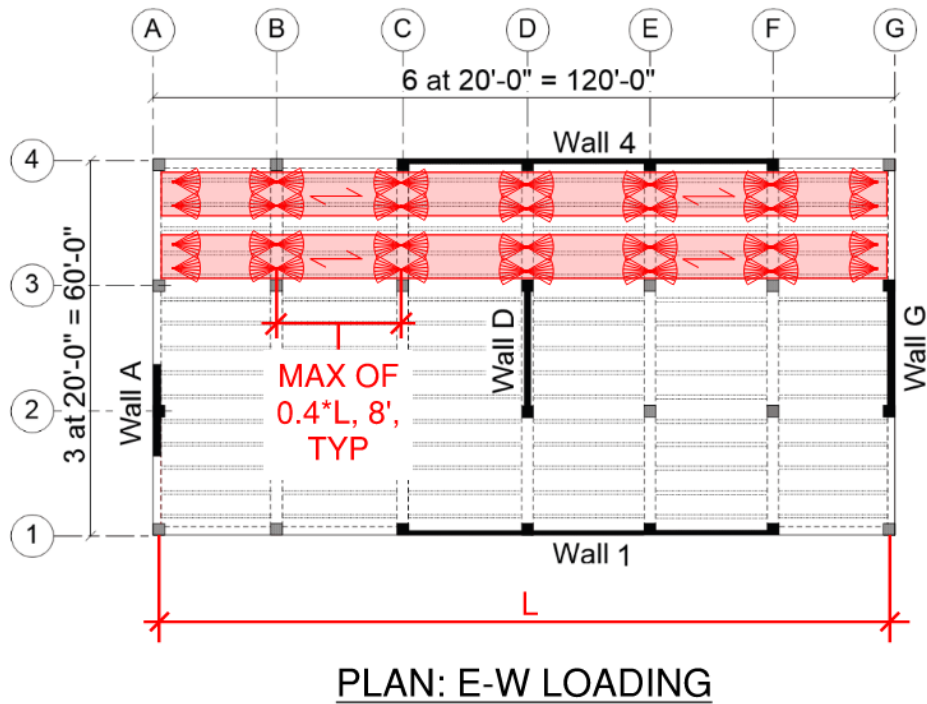 A B C D E F G
6 at 20'-0" = 120'-0"
4
Wall 4
3
3 at 20'-0" = 60'-0"
Wall D
Wall G
MAX OF
0.4*L, 8',
TYP
Wall A
2
1
Wall 1
L
PLAN: E-W LOADING